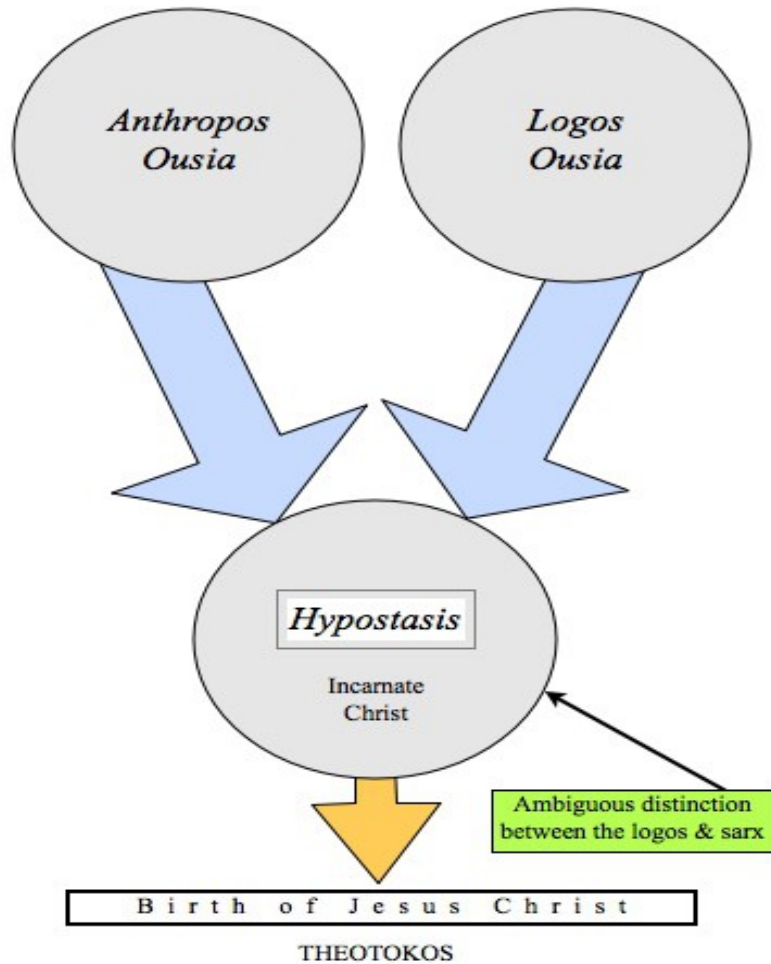 Anthropos
Ousia
Logos
Ousia
Hypostasis
Incarnate
Christ
Ambiguous distinction
between the logos & sarx
Birth of Jesus Christ
THEOTOKOS